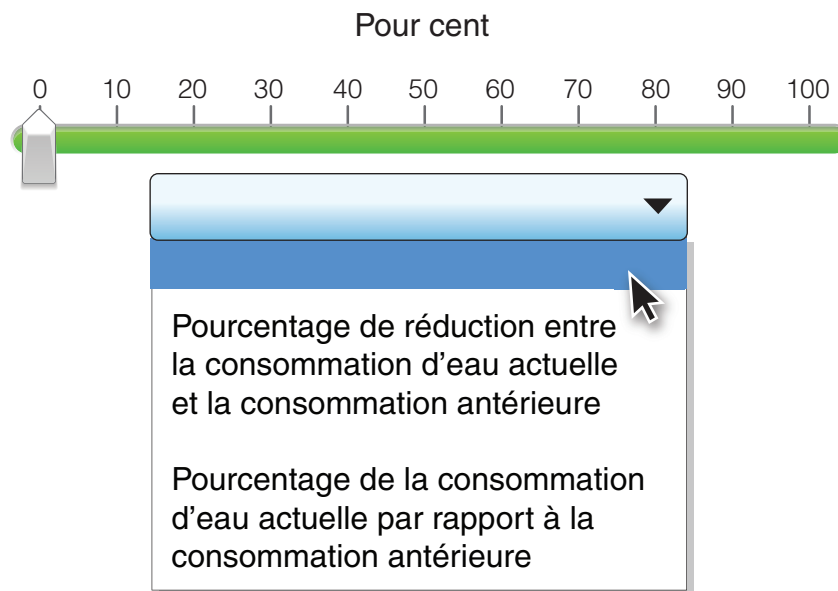 Pour cent
0 10 20 30 40 50 60 70 80 90 100
Pourcentage de réduction entre
la consommation d'eau actuelle
et la consommation antérieure
Pourcentage de la consommation
d'eau actuelle par rapport à la
consommation antérieure